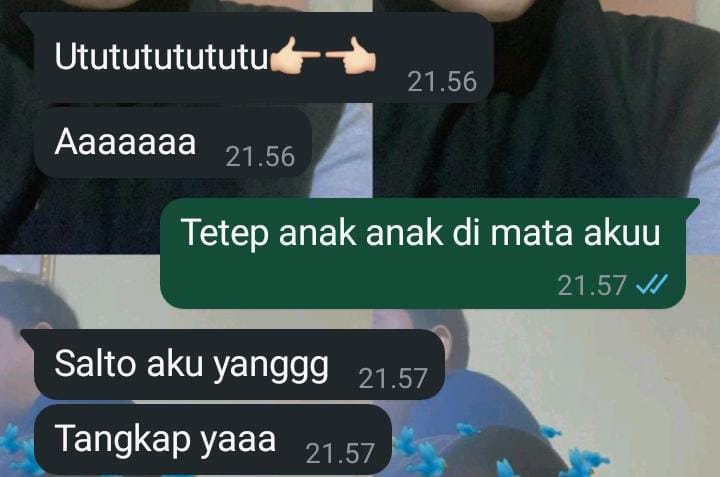 Utututututututu👉🏻👈🏻 21.56
Aaaaaaa 21.56
Tetep anak anak di mata akuu
21.57
Salto aku yanggg 21.57
Tangkap yaaa 21.57